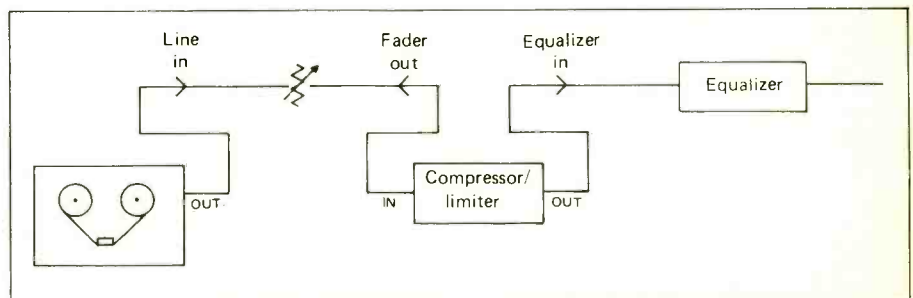 Line
in
Fader
out
Equalizer
in
Equalizer
OUT
IN
Compressor/
limiter
OUT